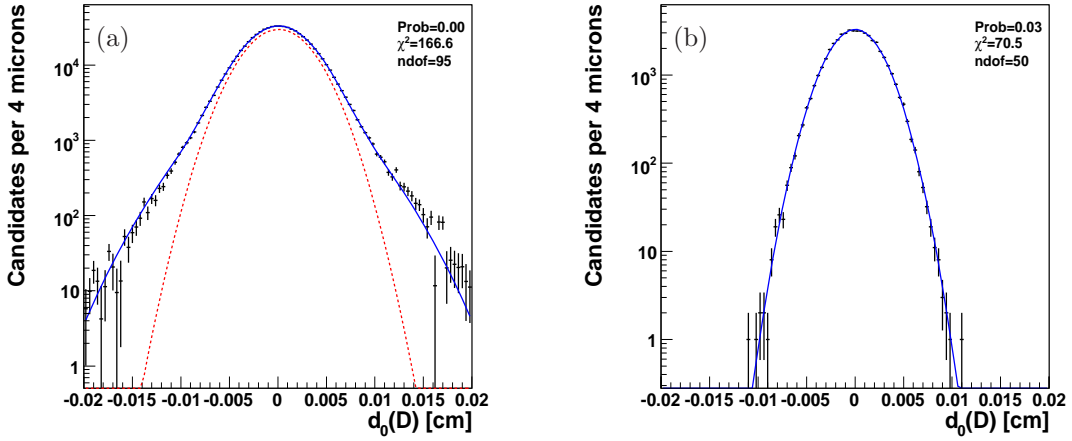 (a)
Prob=0.00
χ²=166.6
ndof=95
Candidates per 4 microns
10⁴
10³
10²
10
1
-0.02 -0.015 -0.01 -0.005 0 0.005 0.01 0.015 0.02
d₀(D) [cm]
(b)
Prob=0.03
χ²=70.5
ndof=50
Candidates per 4 microns
10³
10²
10
1
-0.02 -0.015 -0.01 -0.005 0 0.005 0.01 0.015 0.02
d₀(D) [cm]